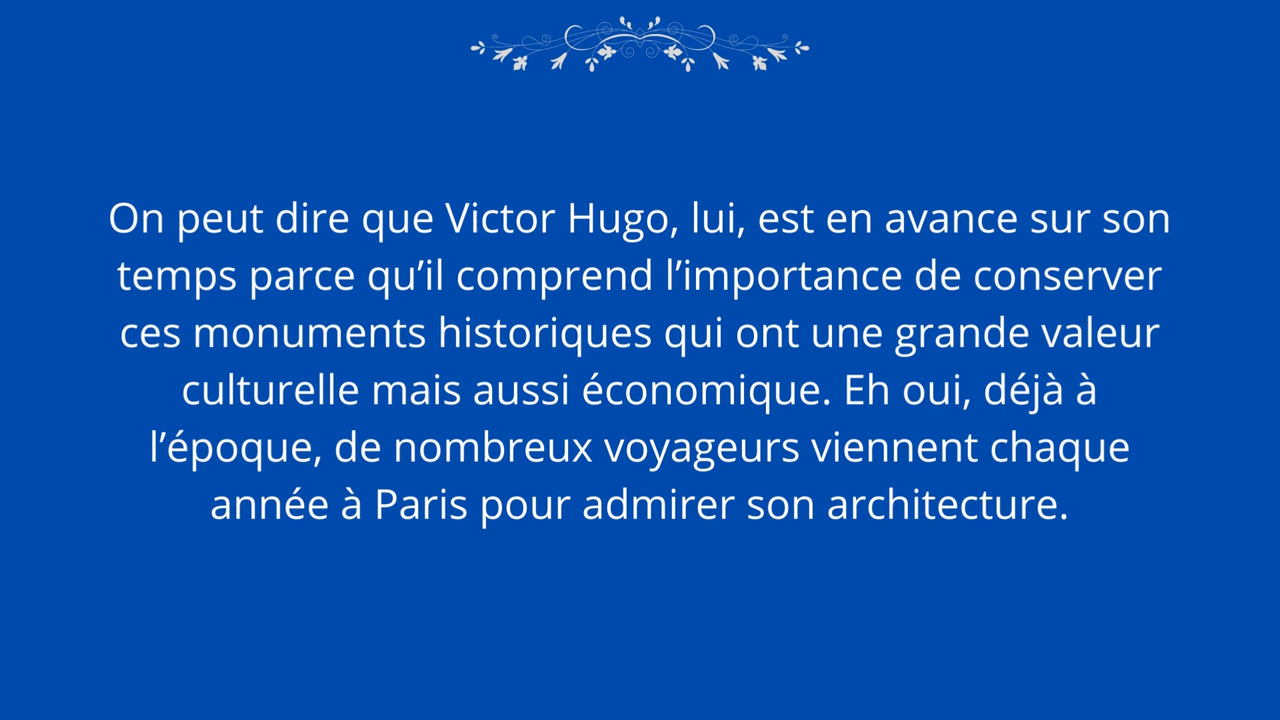 On peut dire que Victor Hugo, lui, est en avance sur son
temps parce qu’il comprend l’importance de conserver
ces monuments historiques qui ont une grande valeur
culturelle mais aussi économique. Eh oui, déjà à
l’époque, de nombreux voyageurs viennent chaque
année à Paris pour admirer son architecture.